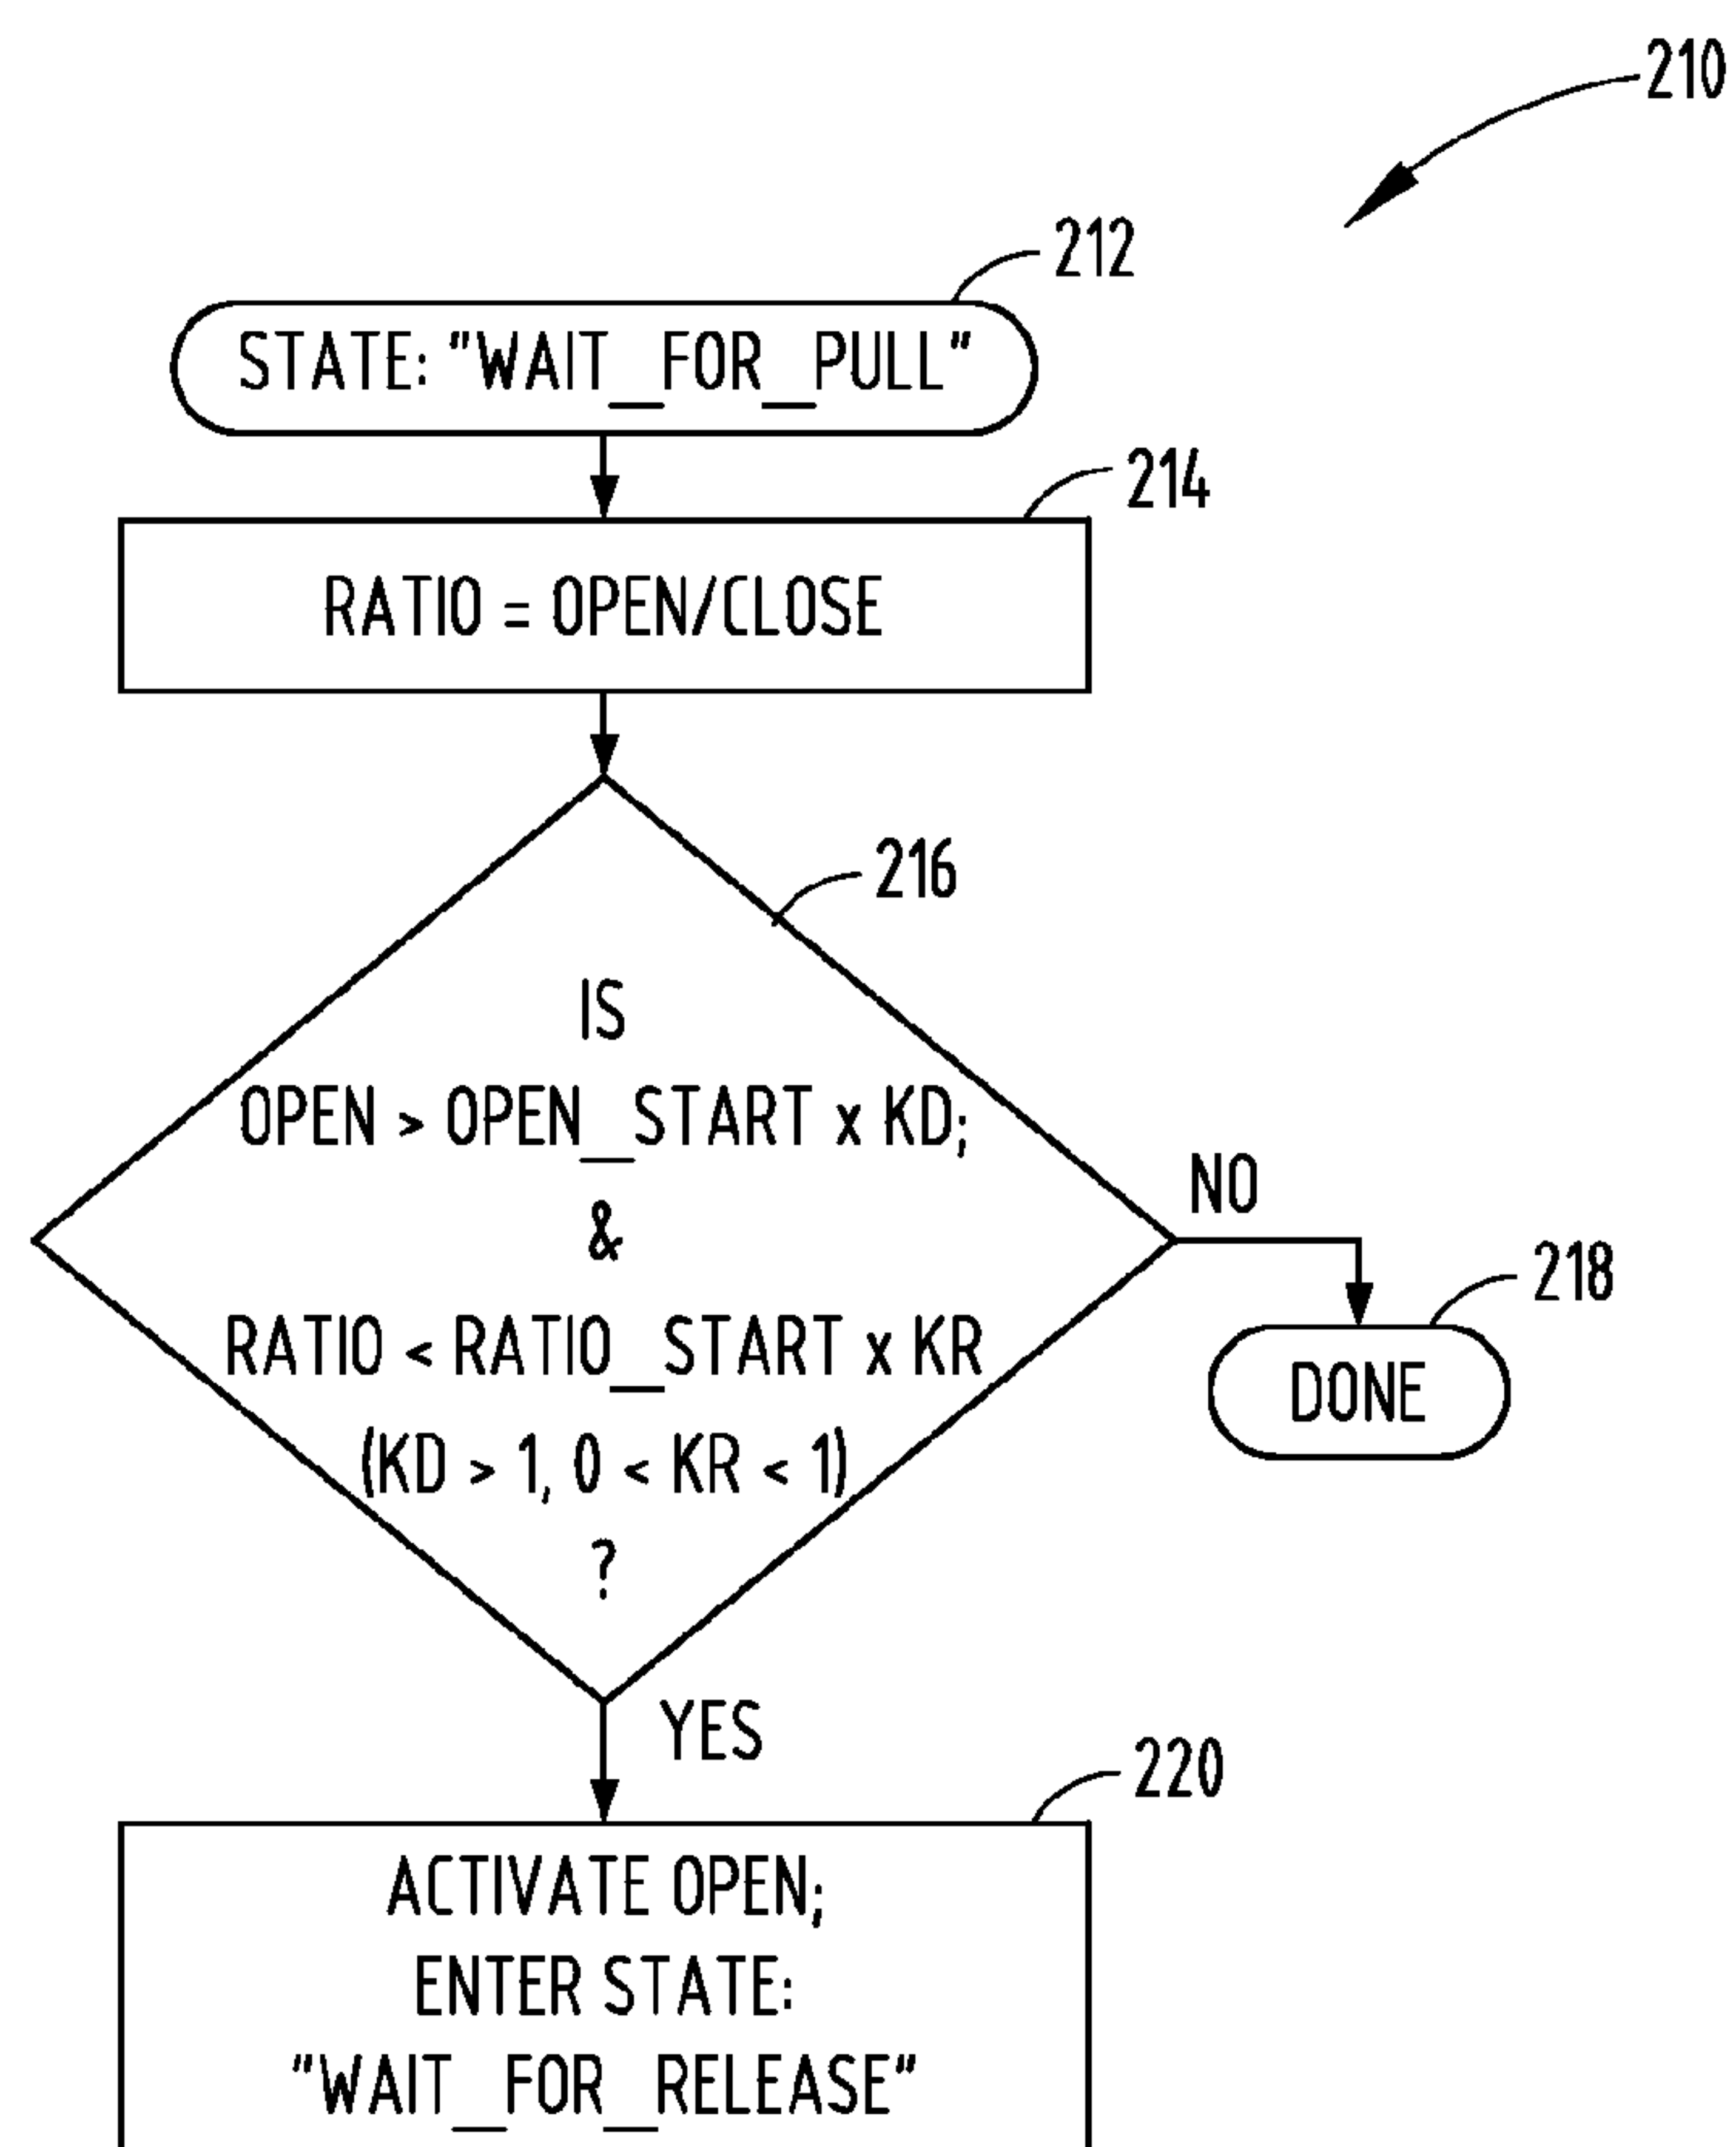 210
212
STATE: "WAIT_FOR_PULL"
214
RATIO = OPEN/CLOSE
216
IS
OPEN > OPEN_START x KD;
&
RATIO < RATIO_START x KR
(KD > 1, 0 < KR < 1)
?
NO
218
DONE
YES
220
ACTIVATE OPEN;
ENTER STATE:
"WAIT_FOR_RELEASE"